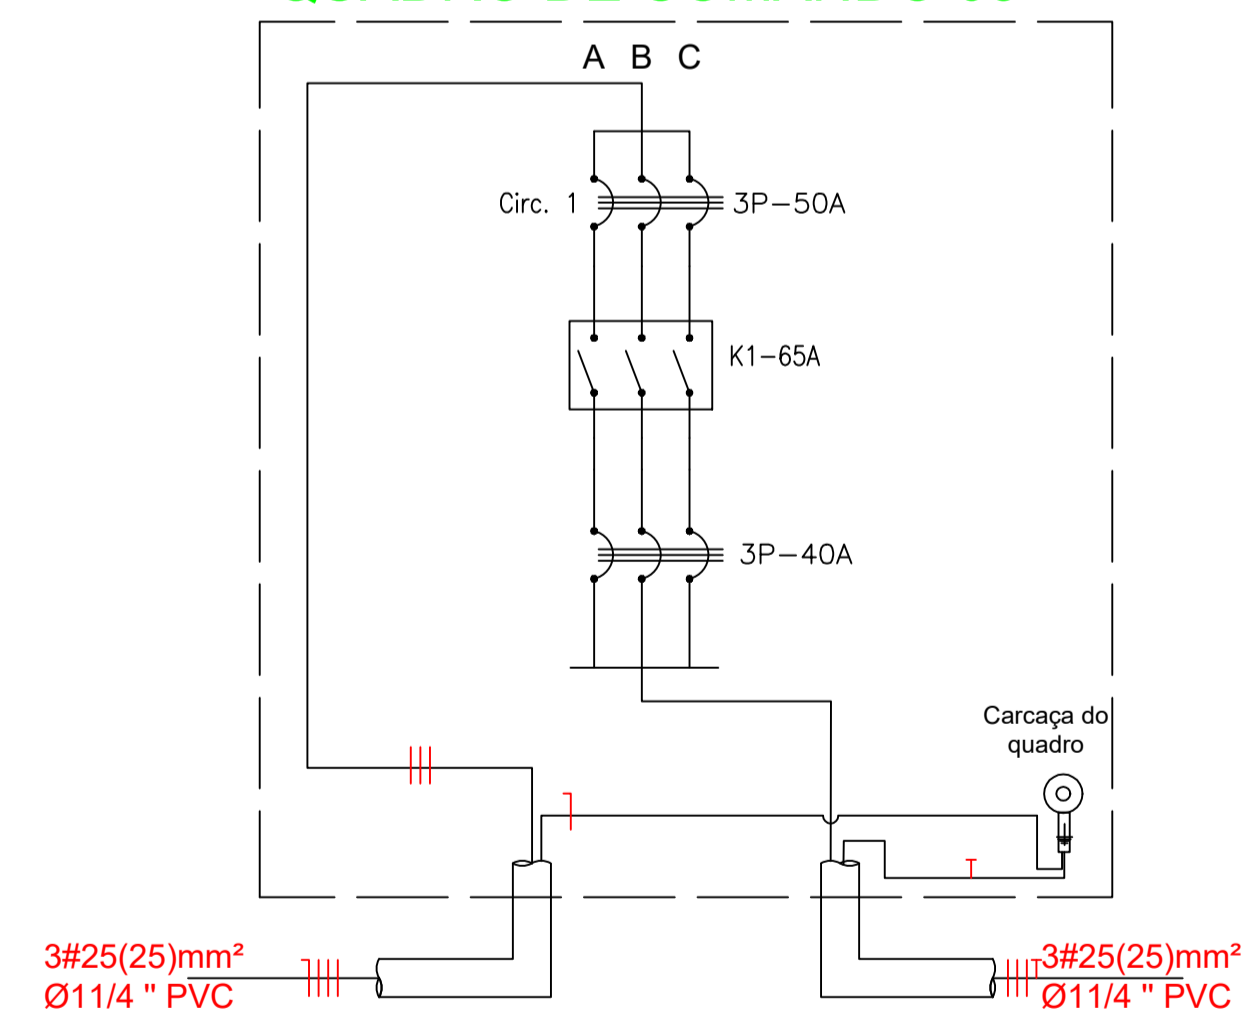 A B C
Circ. 1
3P-50A
K1-65A
3P-40A
Carcaça do
quadro
3#25(25)mm²
Ø11/4 " PVC
3#25(25)mm²
Ø11/4 " PVC